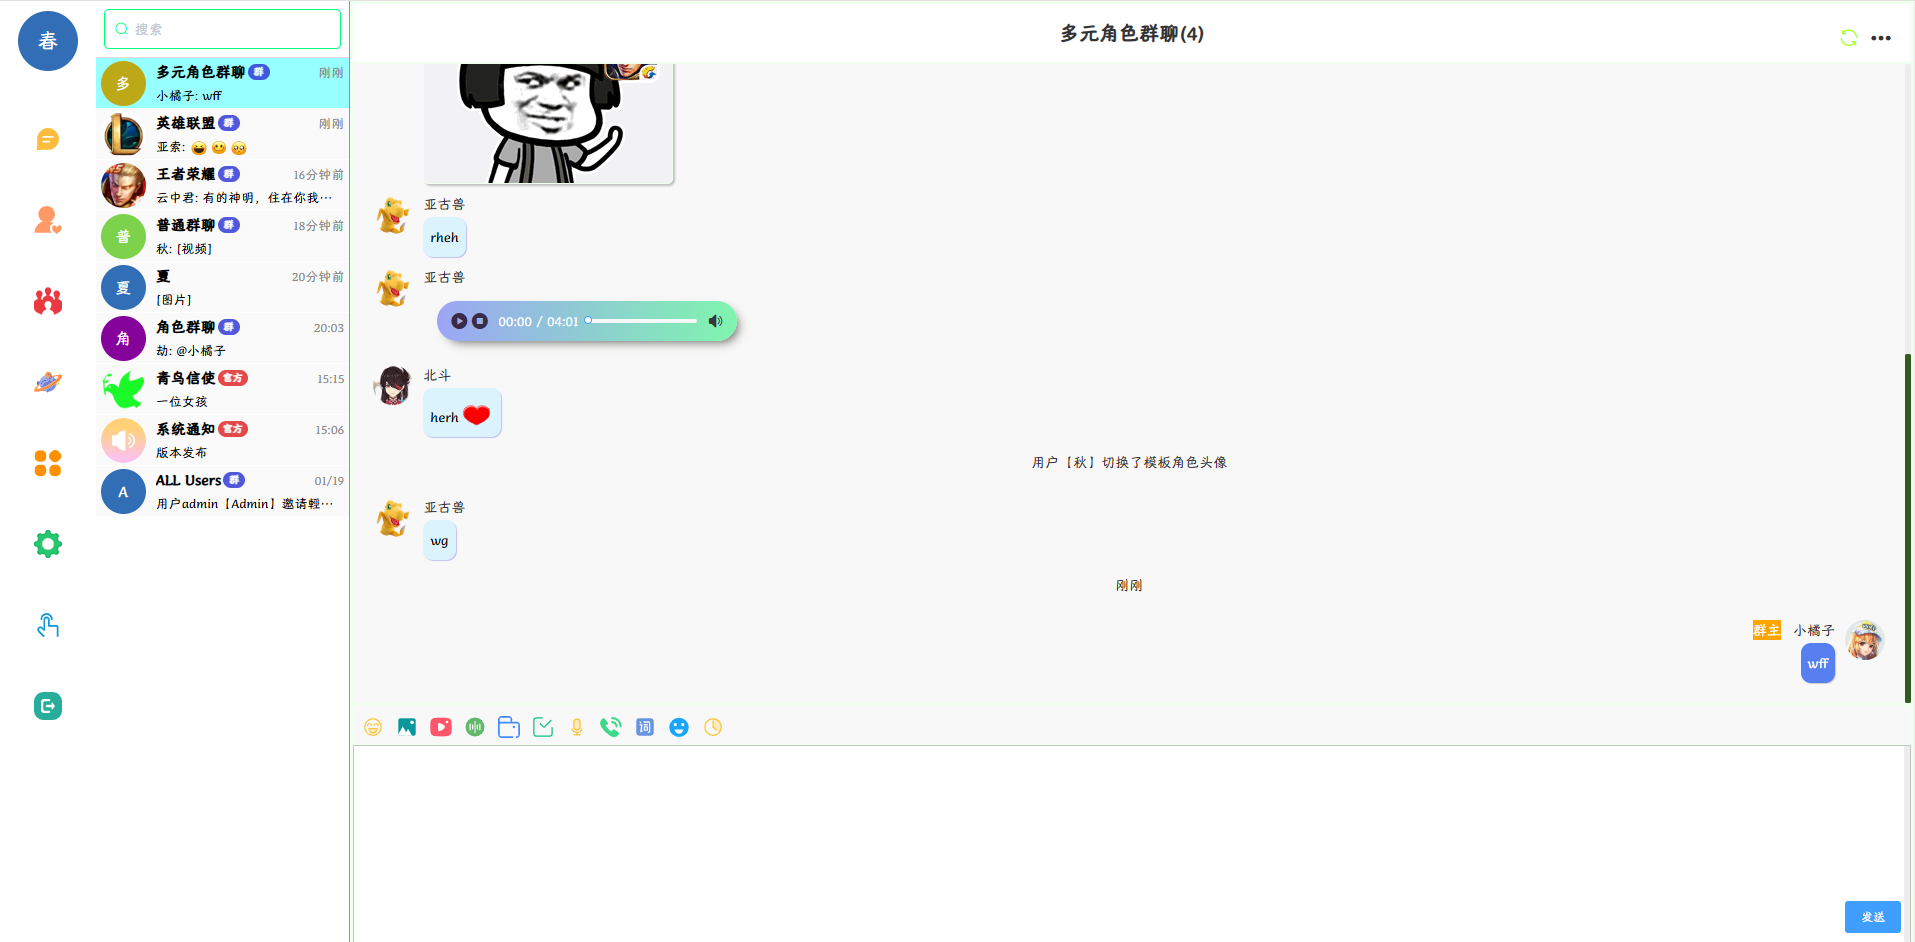 春
搜索
多
多元角色群聊 群 刚刚
小橘子: wff
英雄联盟 群 刚刚
亚索:
王者荣耀 群 16分钟前
云中君: 有的神明，住在你我…
普
普通群聊 群 18分钟前
秋: [视频]
夏
夏 20分钟前
[图片]
角
角色群聊 群 20:03
劫: @小橘子
青鸟信使 官方 15:15
一位女孩
系统通知 官方 15:06
版本发布
A
ALL Users 群 01/19
用户admin【Admin】邀请輕…
多元角色群聊(4)
亚古兽
rheh
亚古兽
00:00 / 04:01
北斗
herh
用户【秋】切换了模板角色头像
亚古兽
wg
刚刚
群主 小橘子
wff
词
发送